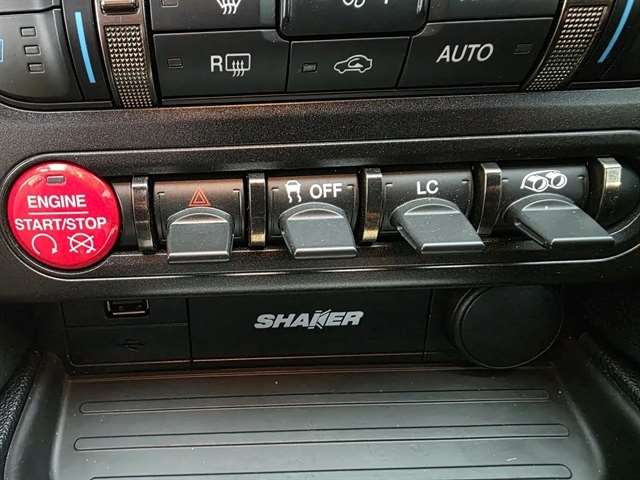 R
AUTO
ENGINE
START/STOP
OFF
LC
SHAKER